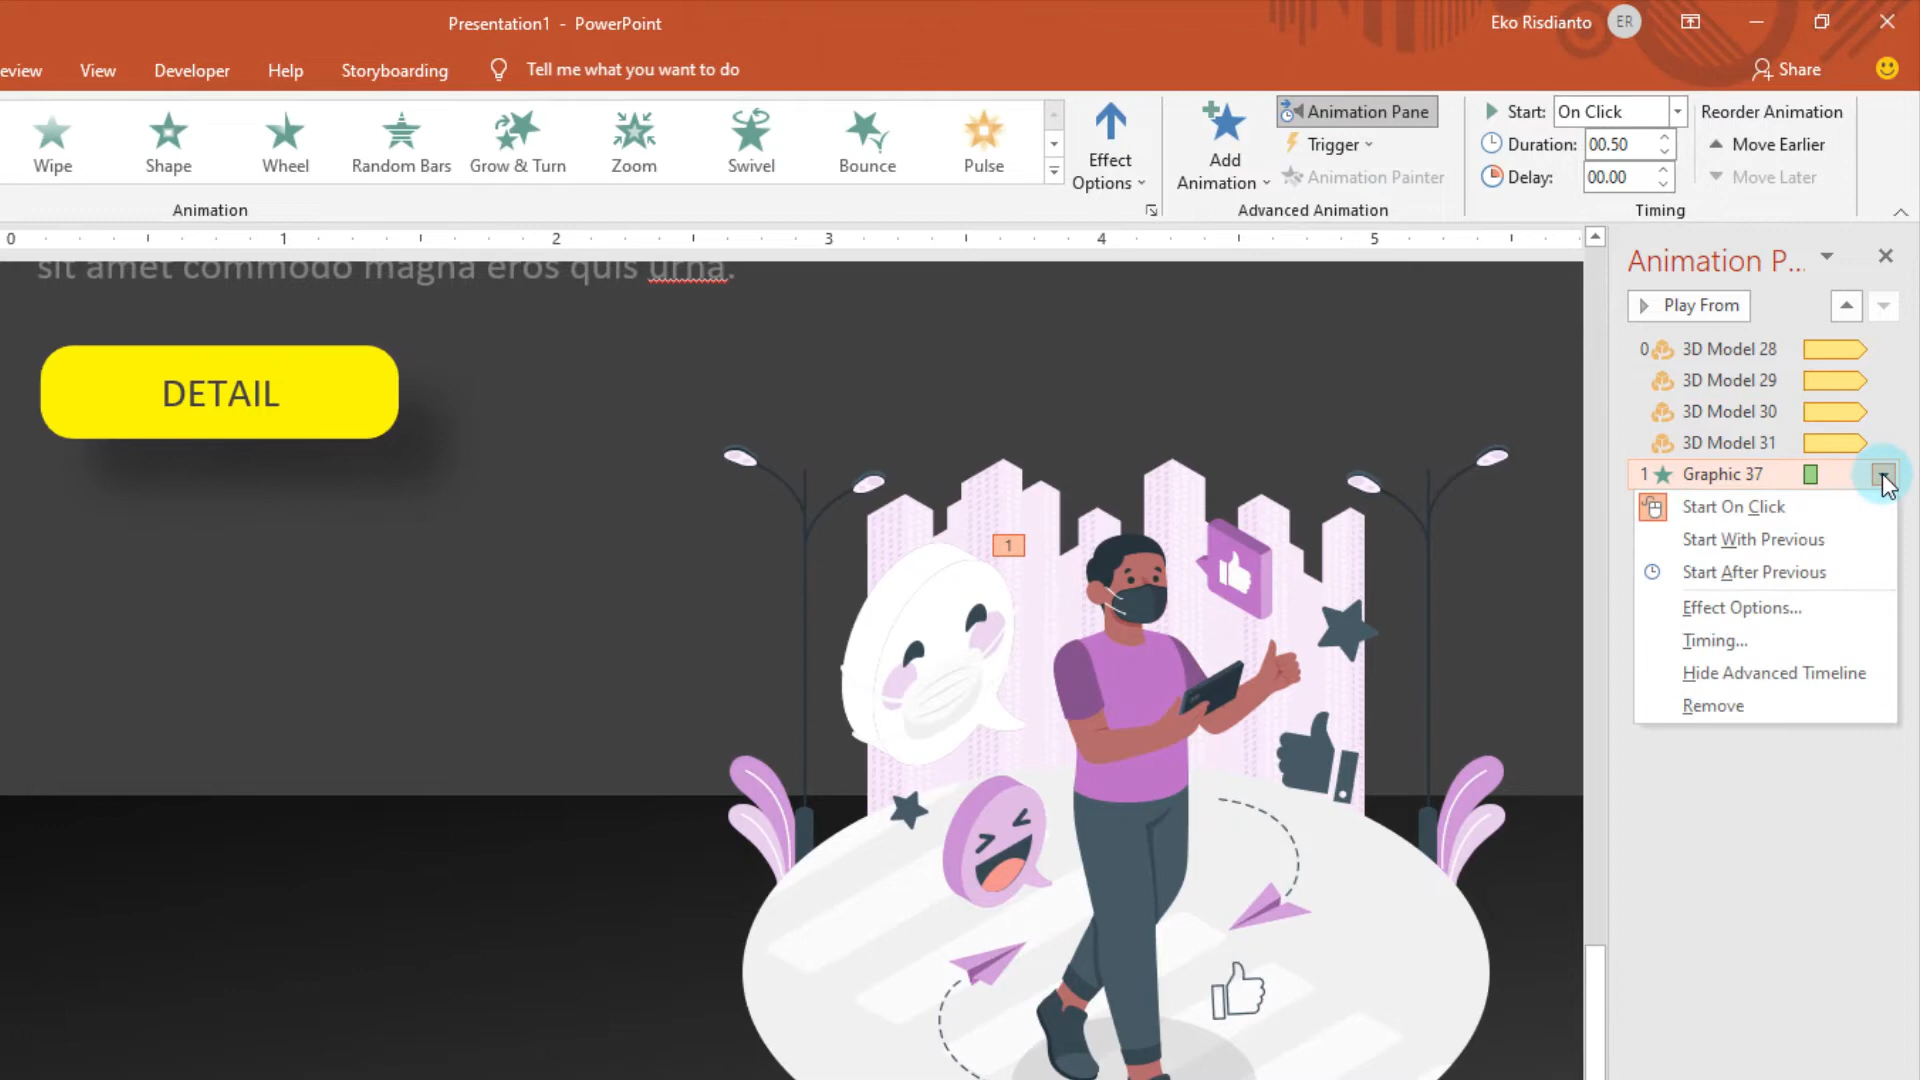 Presentation1 - PowerPoint
Eko Risdianto
ER
eview
View
Developer
Help
Storyboarding
Tell me what you want to do
Share
Wipe
Shape
Wheel
Random Bars
Grow & Turn
Zoom
Swivel
Bounce
Pulse
Effect
Options
Add
Animation
Animation Pane
Trigger
Animation Painter
Start:
On Click
Duration:
00.50
Delay:
00.00
Reorder Animation
Move Earlier
Move Later
Animation
Advanced Animation
Timing
0
1
2
3
4
5
sit amet commodo magna eros quis urna.
DETAIL
1
Animation P...
Play From
0
3D Model 28
3D Model 29
3D Model 30
3D Model 31
1
Graphic 37
Start On Click
Start With Previous
Start After Previous
Effect Options...
Timing...
Hide Advanced Timeline
Remove